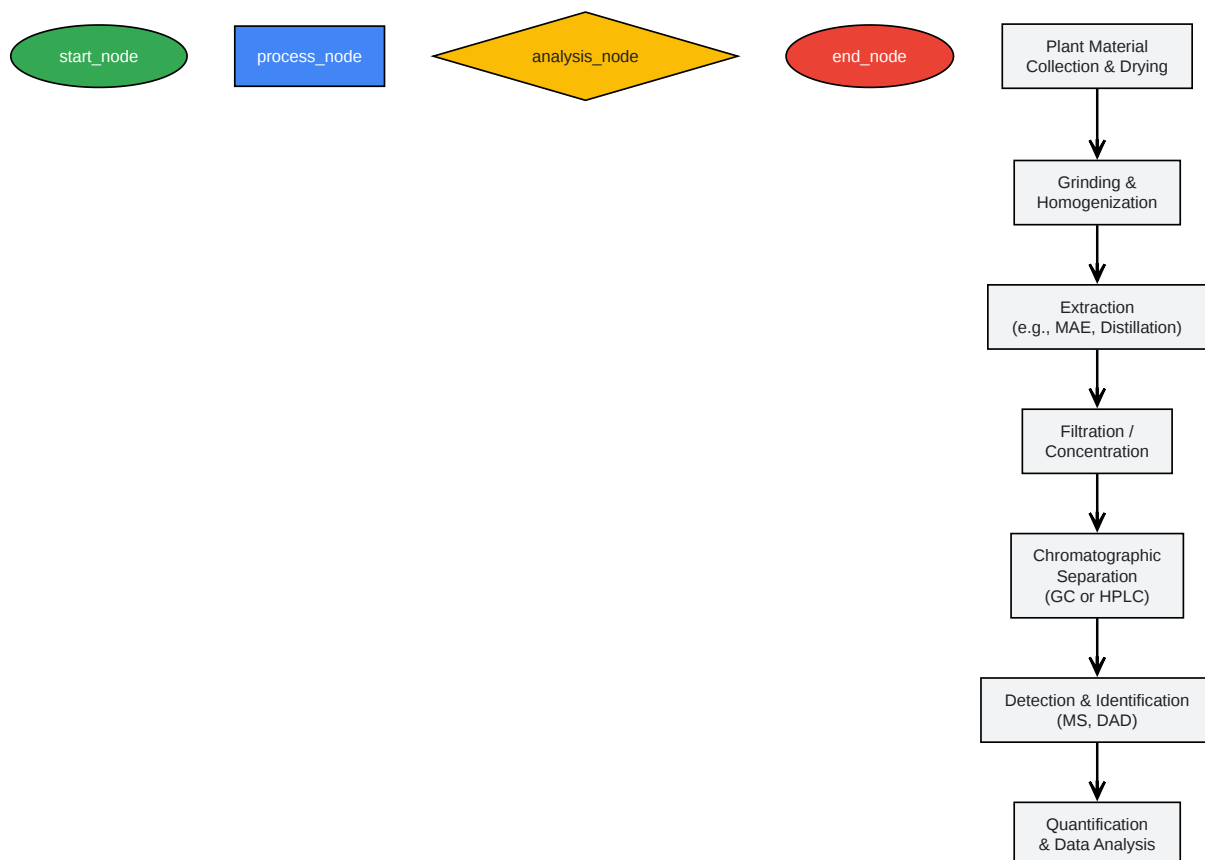 start_node
process_node
analysis_node
end_node
Plant Material
Collection & Drying
Grinding &
Homogenization
Extraction
(e.g., MAE, Distillation)
Filtration /
Concentration
Chromatographic
Separation
(GC or HPLC)
Detection & Identification
(MS, DAD)
Quantification
& Data Analysis